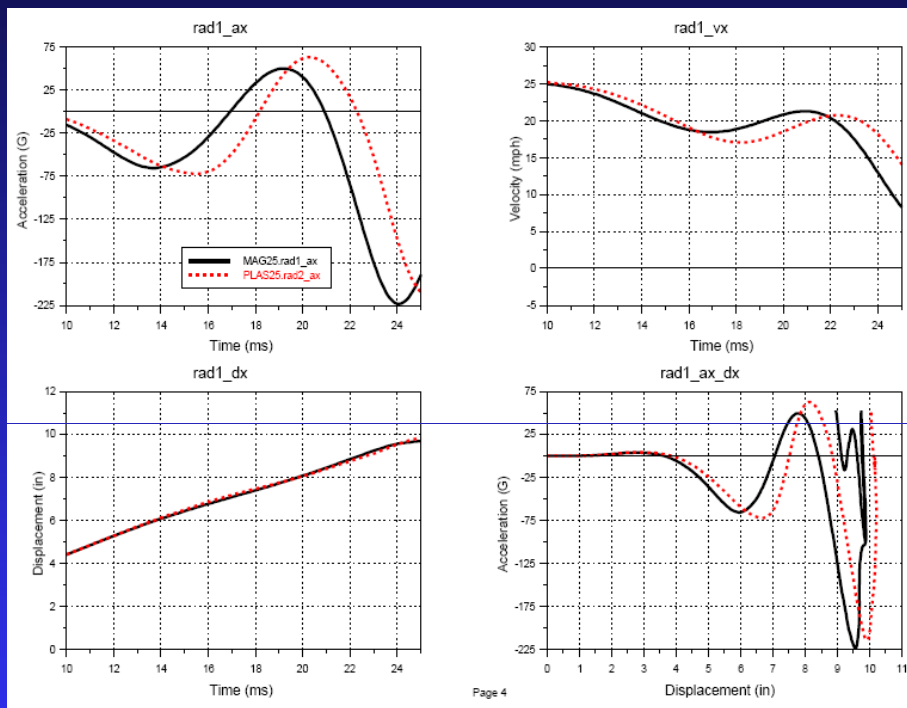 rad1_ax
75
25
-25
-75
-125
-175
-225
Acceleration (G)
MAG25.rad1_ax
PLAS25.rad2_ax
10 12 14 16 18 20 22 24
Time (ms)
rad1_vx
30
25
20
15
10
5
0
-5
Velocity (mph)
10 12 14 16 18 21 23 24
Time (ms)
rad1_dx
12
10
8
6
4
2
0
Displacement (in)
10 12 14 16 18 20 22 24
Time (ms)
rad1_ax_dx
75
25
-25
-75
-125
-175
-225
Acceleration (G)
0 1 2 3 4 5 6 7 8 9 10 11
Displacement (in)
Page 4